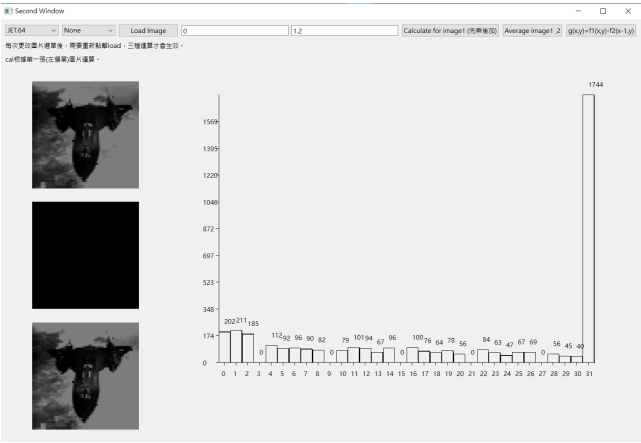 Second Window
JET.64 None Load Image 0 1.2 Calculate for image1 (先乘後加) Average image1 ,2 g(x,y)=f1(x,y)-f2(x-1,y)
每次更改圖片選單後，需要重新點擊load，三種運算才會生效。
cal根據第一張(左選單)圖片運算。
1744
1569
1395
1220
1046
872
697
523
348
174
0
202 211 185 0 112 92 96 90 82 0 79 101 94 67 96 0 100 76 64 78 56 0 84 63 47 67 69 0 56 45 40
0 1 2 3 4 5 6 7 8 9 10 11 12 13 14 15 16 17 18 19 20 21 22 23 24 25 26 27 28 29 30 31